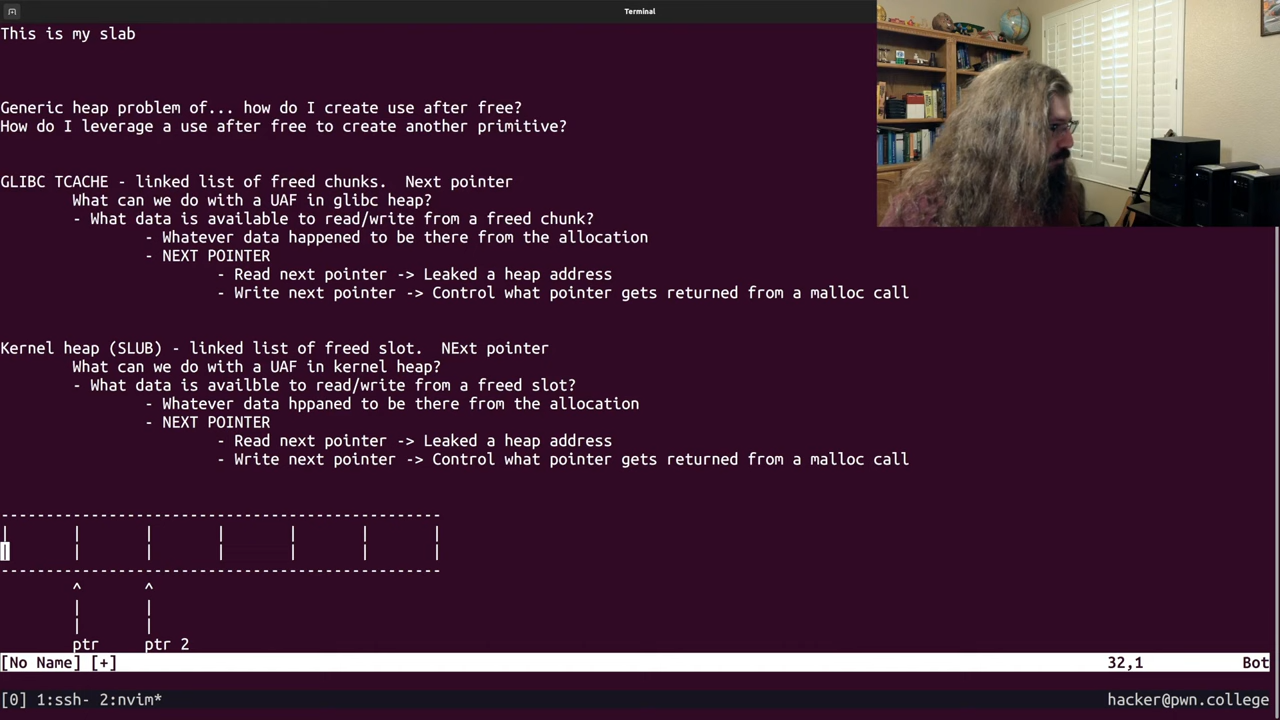 Terminal
This is my slab
Generic heap problem of... how do I create use after free?
How do I leverage a use after free to create another primitive?
GLIBC TCACHE - linked list of freed chunks.  Next pointer
What can we do with a UAF in glibc heap?
- What data is available to read/write from a freed chunk?
- Whatever data happened to be there from the allocation
- NEXT POINTER
- Read next pointer -> Leaked a heap address
- Write next pointer -> Control what pointer gets returned from a malloc call
Kernel heap (SLUB) - linked list of freed slot.  NExt pointer
What can we do with a UAF in kernel heap?
- What data is availble to read/write from a freed slot?
- Whatever data hppaned to be there from the allocation
- NEXT POINTER
- Read next pointer -> Leaked a heap address
- Write next pointer -> Control what pointer gets returned from a malloc call
-------------------------------------------------
|       |       |       |       |       |       |
|       |       |       |       |       |       |
-------------------------------------------------
^       ^
|       |
|       |
ptr     ptr 2
[No Name] [+] 32,1 Bot
[0] 1:ssh- 2:nvim* hacker@pwn.college